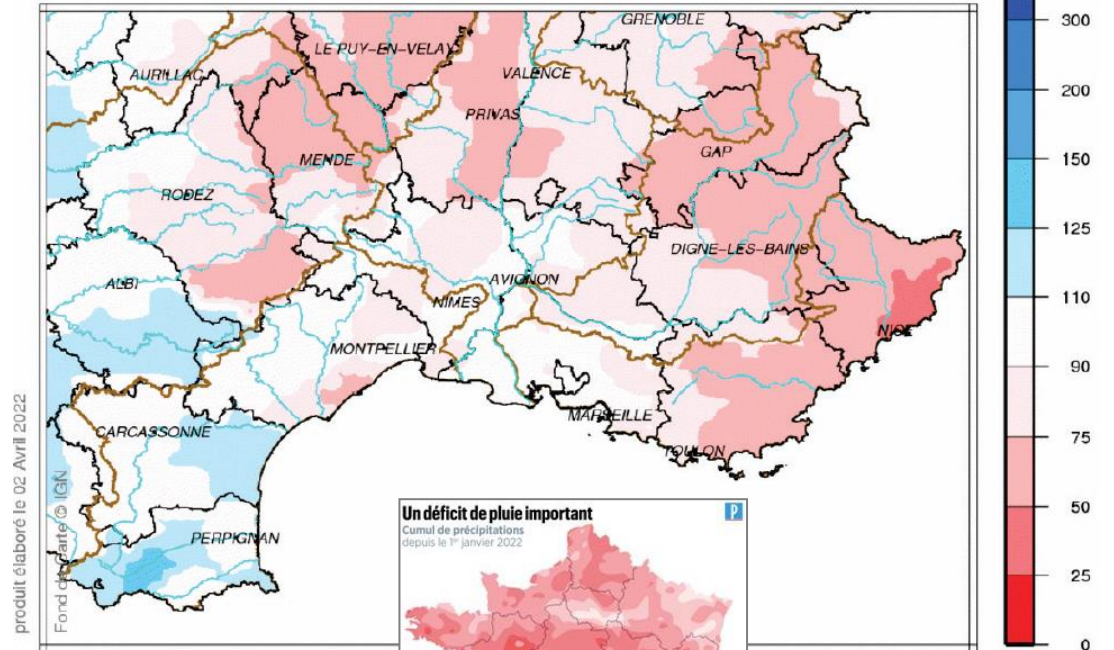 GRENOBLE
LE PUY-EN-VELAY
AURILLAC
VALENCE
PRIVAS
GAP
MENDE
RODEZ
DIGNE-LES-BAINS
ALBI
AVIGNON
NIMES
NICE
MONTPELLIER
MARSEILLE
CARCASSONNE
TOULON
PERPIGNAN
produit élaboré le 02 Avril 2022
Fond de carte © IGN
Un déficit de pluie important
P
Cumul de précipitations
depuis le 1er janvier 2022
300
200
150
125
110
90
75
50
25
0